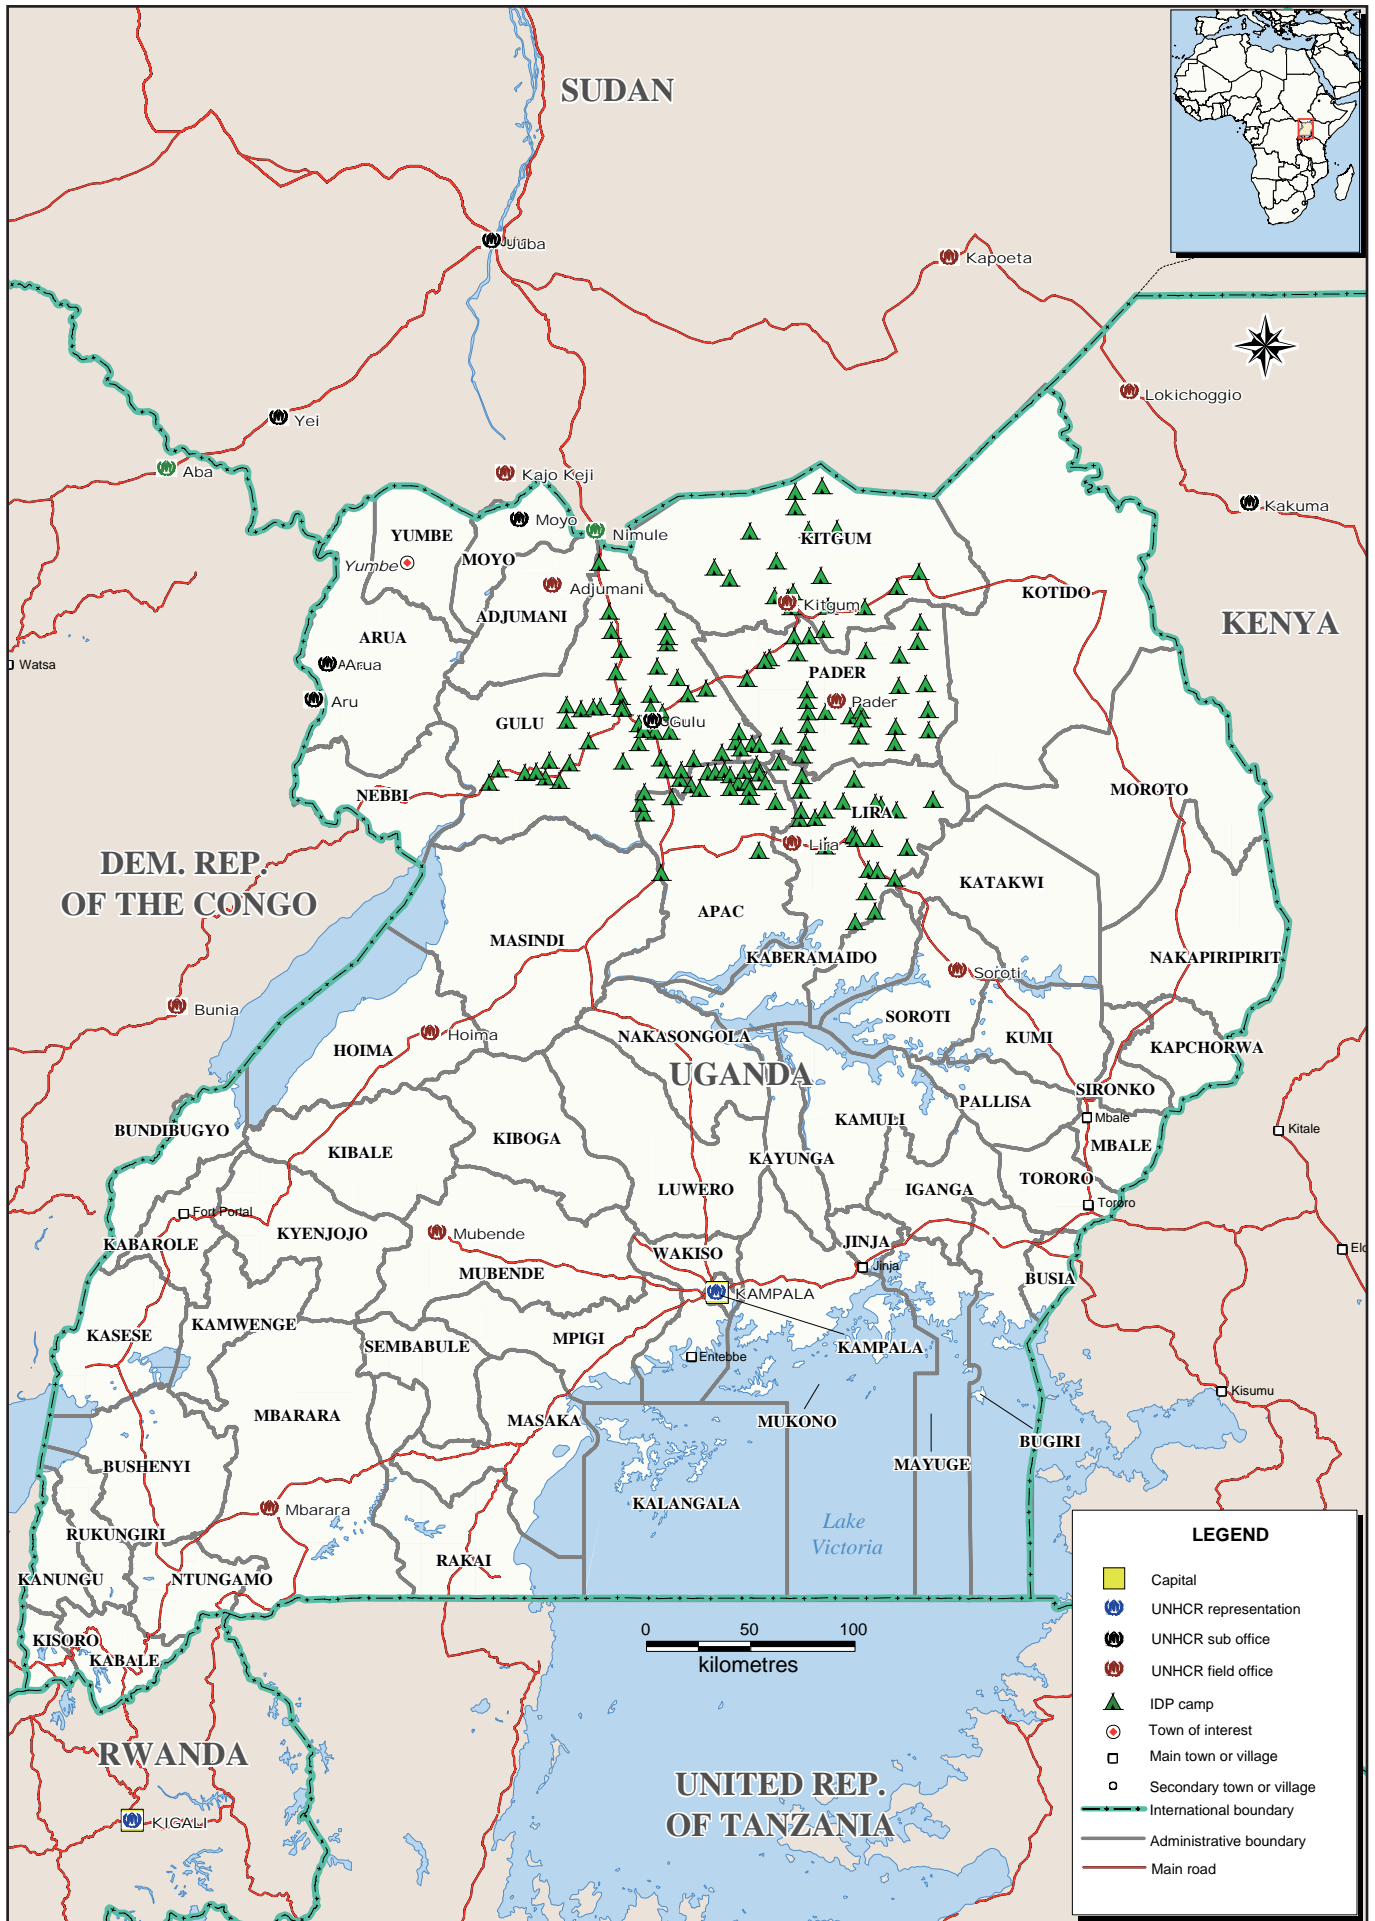 SUDAN
Juba
Kapoeta
Lokichoggio
Yei
Aba
Kajo Keji
Kakuma
Moyo
Nimule
YUMBE
KITGUM
Yumbe
MOYO
Adjumani
KOTIDO
Kitgum
ADJUMANI
KENYA
ARUA
Watsa
Arua
PADER
Aru
Pader
GULU
Gulu
NEBBI
MOROTO
LIRA
Lira
DEM. REP.
OF THE CONGO
KATAKWI
APAC
MASINDI
KABERAMAIDO
NAKAPIRIPIRIT
Soroti
Bunia
SOROTI
Hoima
NAKASONGOLA
KUMI
HOIMA
KAPCHORWA
UGANDA
SIRONKO
PALLISA
Mbale
KAMULI
BUNDIBUGYO
Kitale
KIBOGA
MBALE
KIBALE
KAYUNGA
TORORO
LUWERO
IGANGA
Tororo
Fort Portal
KYENJOJO
Mubende
KABAROLE
JINJA
WAKISO
Jinja
MUBENDE
BUSIA
KAMPALA
KAMWENGE
KASESE
MPIGI
SEMBABULE
KAMPALA
Entebbe
Kisumu
MBARARA
MASAKA
MUKONO
BUGIRI
BUSHENYI
MAYUGE
KALANGALA
Mbarara
Lake
Victoria
RUKUNGIRI
RAKAI
KANUNGU
NTUNGAMO
KISORO
KABALE
0 50 100
kilometres
RWANDA
UNITED REP.
OF TANZANIA
KIGALI
LEGEND
Capital
UNHCR representation
UNHCR sub office
UNHCR field office
IDP camp
Town of interest
Main town or village
Secondary town or village
International boundary
Administrative boundary
Main road